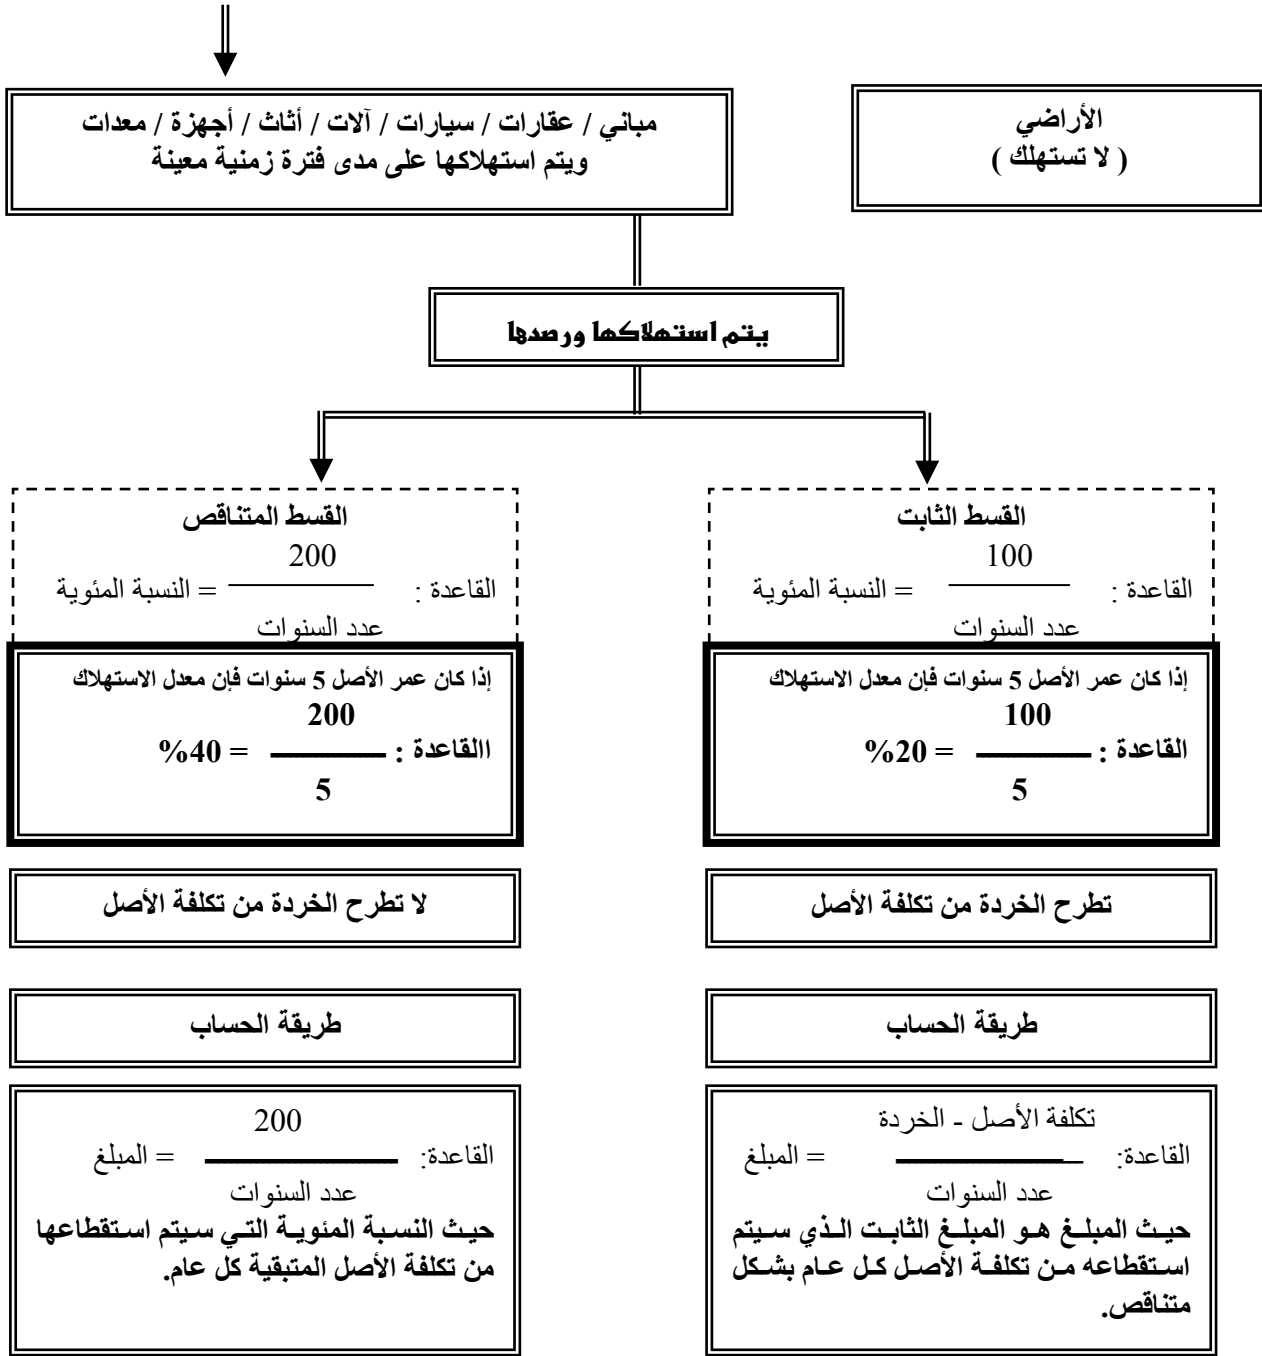 الأراضي
( لا تستهلك )
مباني / عقارات / سيارات / آلات / أثاث / أجهزة / معدات
ويتم استهلاكها على مدى فترة زمنية معينة
يتم استهلاكها ورصدها
القسط الثابت
100
القاعدة : = النسبة المئوية
عدد السنوات
إذا كان عمر الأصل 5 سنوات فإن معدل الاستهلاك
100
القاعدة : = 20%
5
تطرح الخردة من تكلفة الأصل
طريقة الحساب
تكلفة الأصل - الخردة
القاعدة: = المبلغ
عدد السنوات
حيث المبلغ هو المبلغ الثابت الذي سيتم
استقطاعه من تكلفة الأصل كل عام بشكل
متناقص.
القسط المتناقص
200
القاعدة : = النسبة المئوية
عدد السنوات
إذا كان عمر الأصل 5 سنوات فإن معدل الاستهلاك
200
االقاعدة : = 40%
5
لا تطرح الخردة من تكلفة الأصل
طريقة الحساب
200
القاعدة: = المبلغ
عدد السنوات
حيث النسبة المئوية التي سيتم استقطاعها
من تكلفة الأصل المتبقية كل عام.